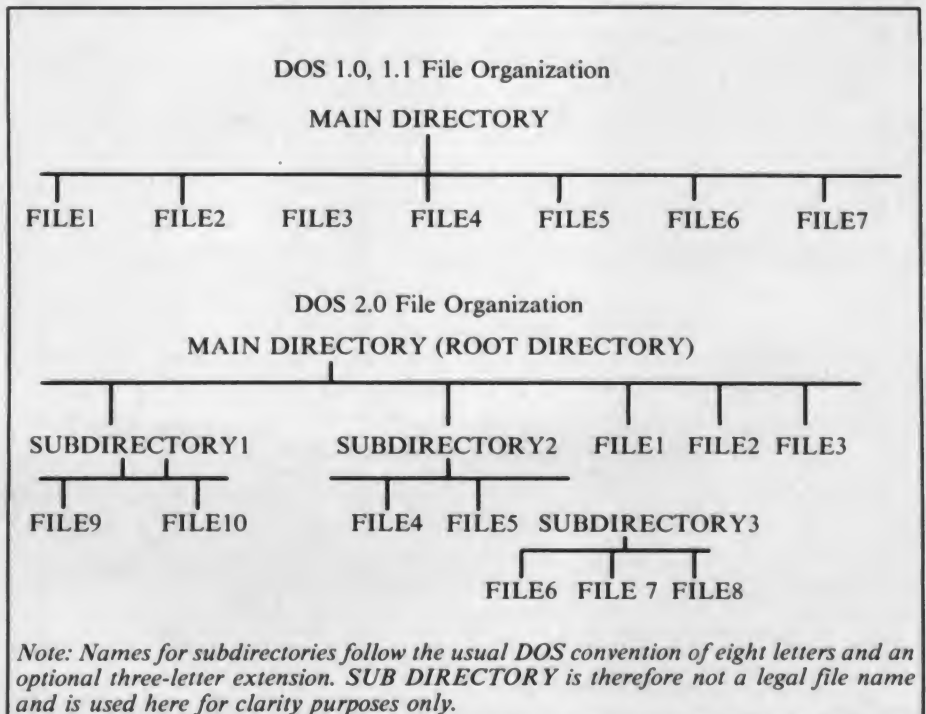 DOS 1.0, 1.1 File Organization
MAIN DIRECTORY
FILE1 FILE2 FILE3 FILE4 FILE5 FILE6 FILE7
DOS 2.0 File Organization
MAIN DIRECTORY (ROOT DIRECTORY)
SUBDIRECTORY1 SUBDIRECTORY2 FILE1 FILE2 FILE3
FILE9 FILE10 FILE4 FILE5 SUBDIRECTORY3
FILE6 FILE 7 FILE8
Note: Names for subdirectories follow the usual DOS convention of eight letters and an
optional three-letter extension. SUB DIRECTORY is therefore not a legal file name
and is used here for clarity purposes only.